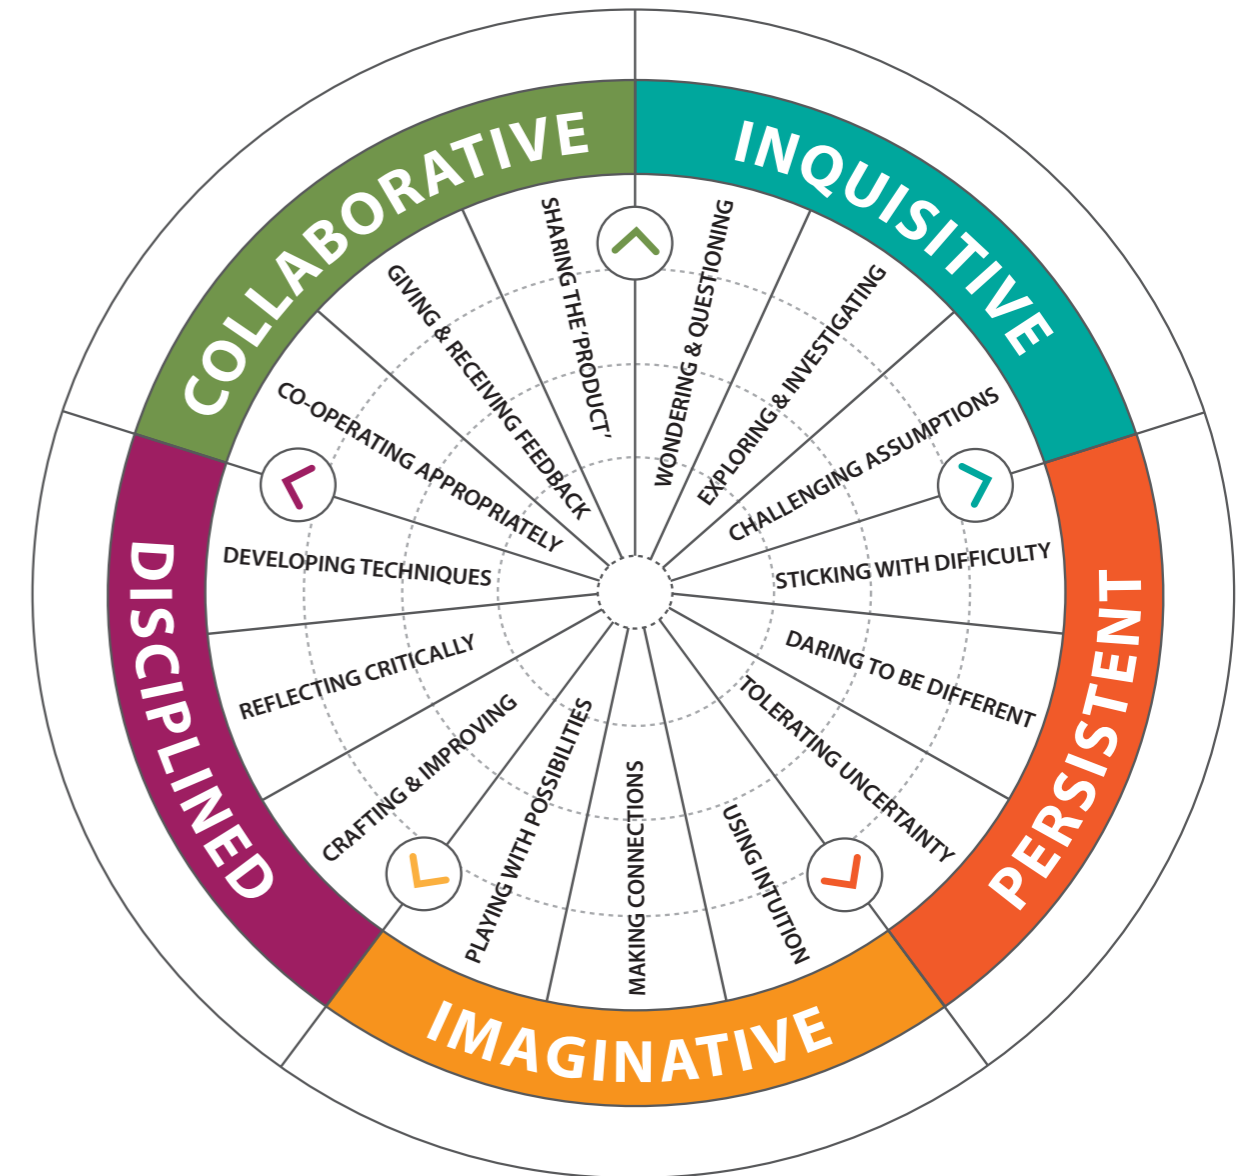 COLLABORATIVE
INQUISITIVE
PERSISTENT
IMAGINATIVE
DISCIPLINED
WONDERING & QUESTIONING
EXPLORING & INVESTIGATING
CHALLENGING ASSUMPTIONS
STICKING WITH DIFFICULTY
DARING TO BE DIFFERENT
TOLERATING UNCERTAINTY
USING INTUITION
MAKING CONNECTIONS
PLAYING WITH POSSIBILITIES
CRAFTING & IMPROVING
REFLECTING CRITICALLY
DEVELOPING TECHNIQUES
CO-OPERATING APPROPRIATELY
GIVING & RECEIVING FEEDBACK
SHARING THE ‘PRODUCT’